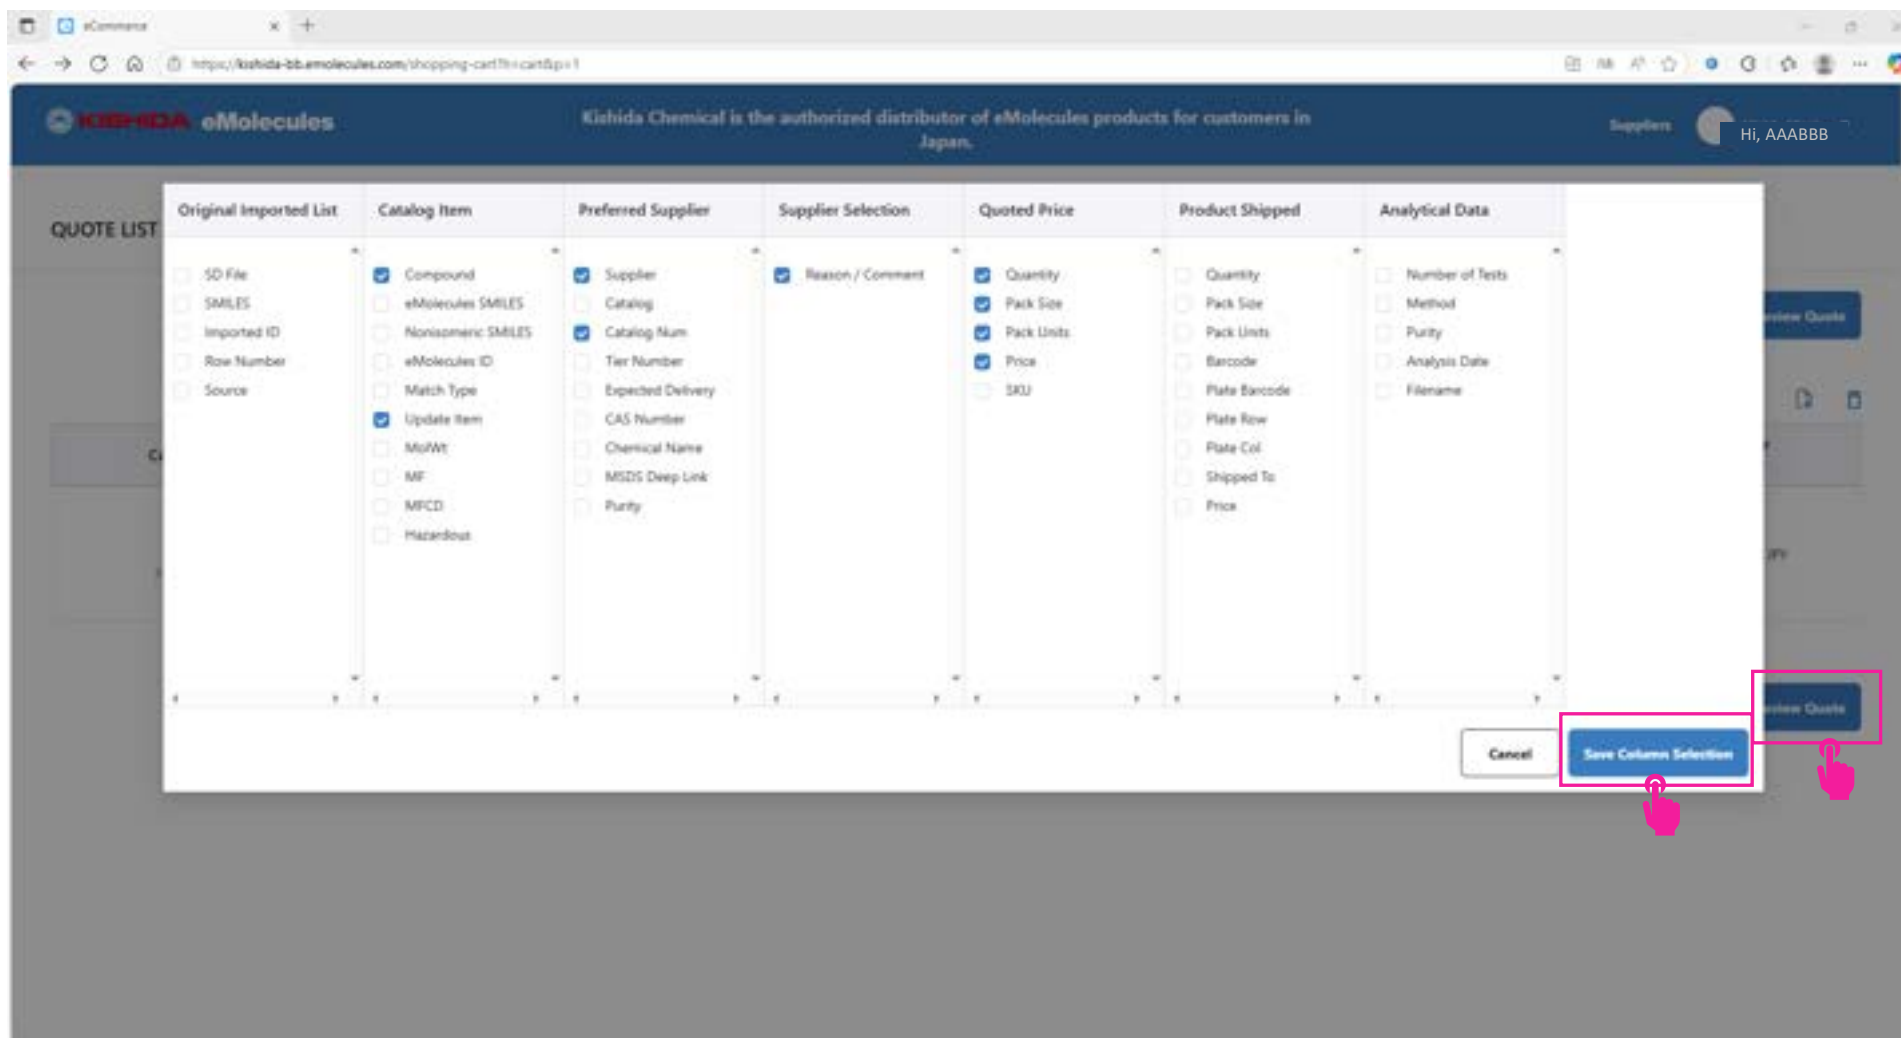 eCommerce
https://kishida-bb.emolecules.com/shopping-cart?h=cart&p=1
KISHIDA eMolecules
Kishida Chemical is the authorized distributor of eMolecules products for customers in
Japan.
Suppliers
Hi, AAABBB
QUOTE LIST
Original Imported List
SD File
SMILES
Imported ID
Row Number
Source
Catalog Item
Compound
eMolecules SMILES
Nonisomeric SMILES
eMolecules ID
Match Type
Update Item
MolWt
MF
MFCD
Hazardous
Preferred Supplier
Supplier
Catalog
Catalog Num
Tier Number
Expected Delivery
CAS Number
Chemical Name
MSDS Deep Link
Purity
Supplier Selection
Reason / Comment
Quoted Price
Quantity
Pack Size
Pack Units
Price
SKU
Product Shipped
Quantity
Pack Size
Pack Units
Barcode
Plate Barcode
Plate Row
Plate Col
Shipped To
Price
Analytical Data
Number of Tests
Method
Purity
Analysis Date
Filename
Quote
JPY
Cancel
Save Column Selection
Quote